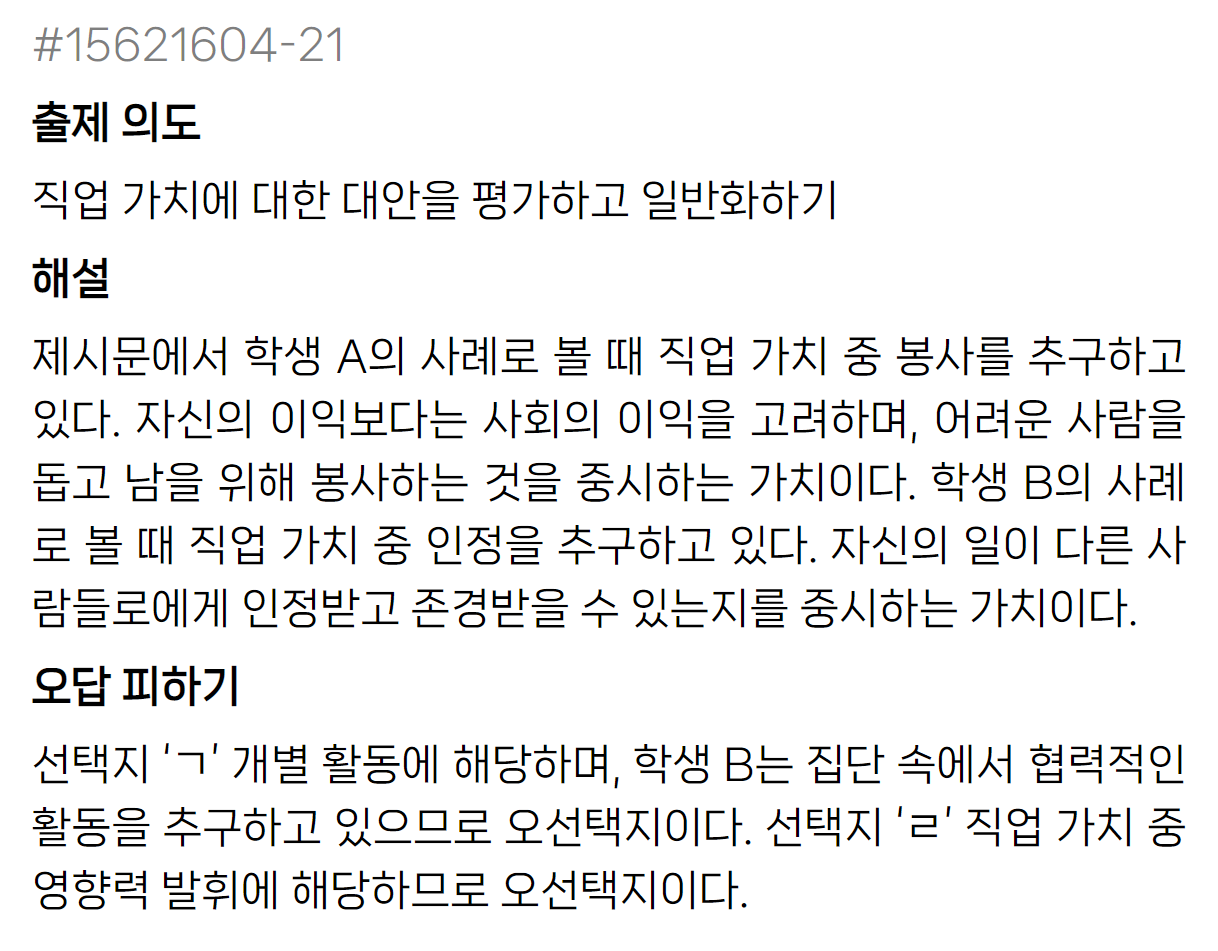 #15621604-21
출제 의도
직업 가치에 대한 대안을 평가하고 일반화하기
해설
제시문에서 학생 A의 사례로 볼 때 직업 가치 중 봉사를 추구하고
있다. 자신의 이익보다는 사회의 이익을 고려하며, 어려운 사람을
돕고 남을 위해 봉사하는 것을 중시하는 가치이다. 학생 B의 사례
로 볼 때 직업 가치 중 인정을 추구하고 있다. 자신의 일이 다른 사
람들로에게 인정받고 존경받을 수 있는지를 중시하는 가치이다.
오답 피하기
선택지 ‘ㄱ’ 개별 활동에 해당하며, 학생 B는 집단 속에서 협력적인
활동을 추구하고 있으므로 오선택지이다. 선택지 ‘ㄹ’ 직업 가치 중
영향력 발휘에 해당하므로 오선택지이다.